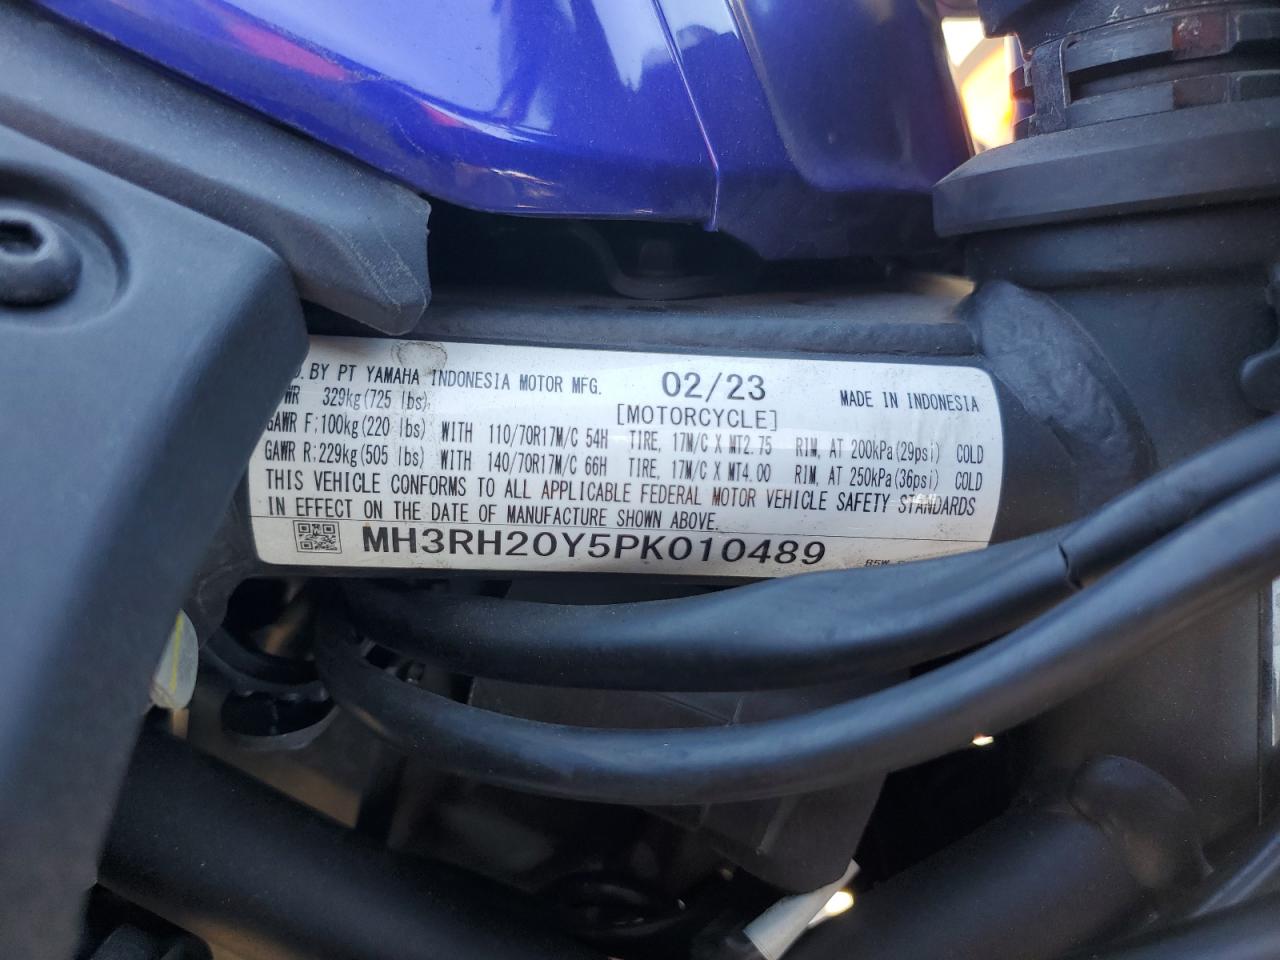 BY PT YAMAHA INDONESIA MOTOR MFG. 02/23 MADE IN INDONESIA
329kg(725 lbs) [MOTORCYCLE]
GAWR F:100kg(220 lbs) WITH 110/70R17M/C 54H TIRE, 17M/C X MT2.75 RIM, AT 200kPa(29psi) COLD
GAWR R:229kg(505 lbs) WITH 140/70R17M/C 66H TIRE, 17M/C X MT4.00 RIM, AT 250kPa(36psi) COLD
THIS VEHICLE CONFORMS TO ALL APPLICABLE FEDERAL MOTOR VEHICLE SAFETY STANDARDS
IN EFFECT ON THE DATE OF MANUFACTURE SHOWN ABOVE.
MH3RH20Y5PK010489